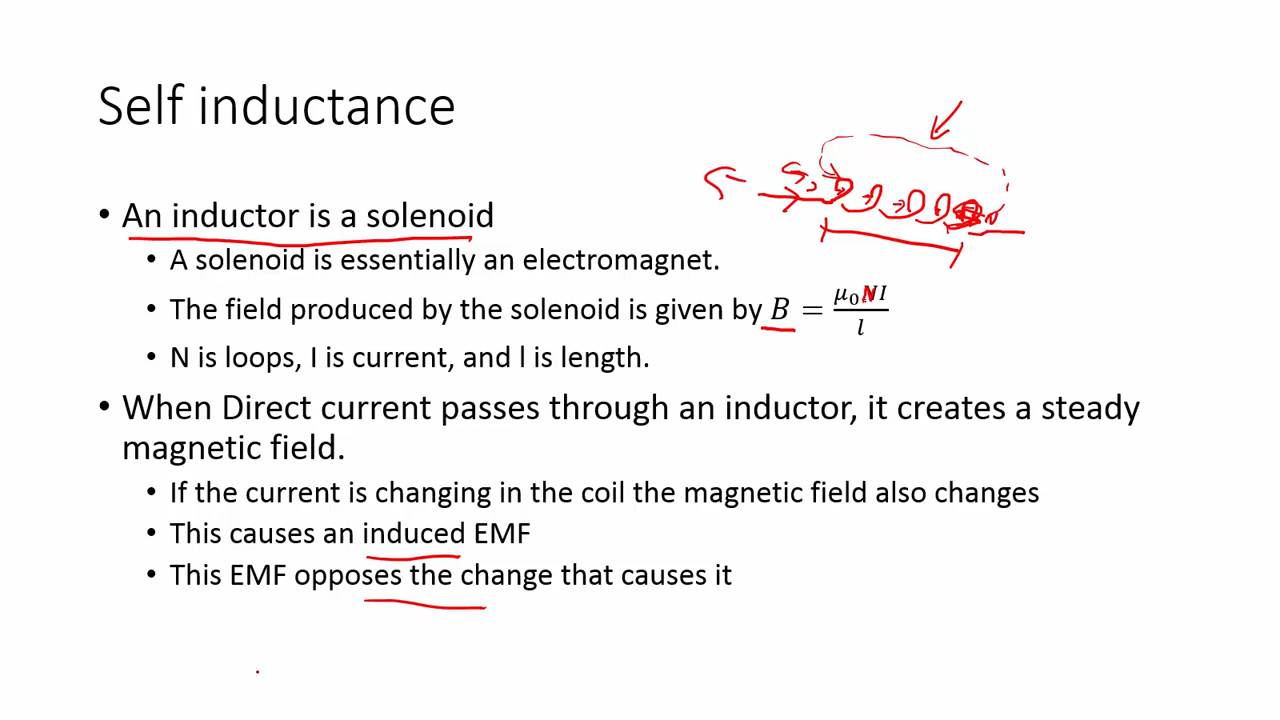 Self inductance
• An inductor is a solenoid
• A solenoid is essentially an electromagnet.
• The field produced by the solenoid is given by B = μ₀NI / l
• N is loops, I is current, and l is length.
• When Direct current passes through an inductor, it creates a steady
magnetic field.
• If the current is changing in the coil the magnetic field also changes
• This causes an induced EMF
• This EMF opposes the change that causes it